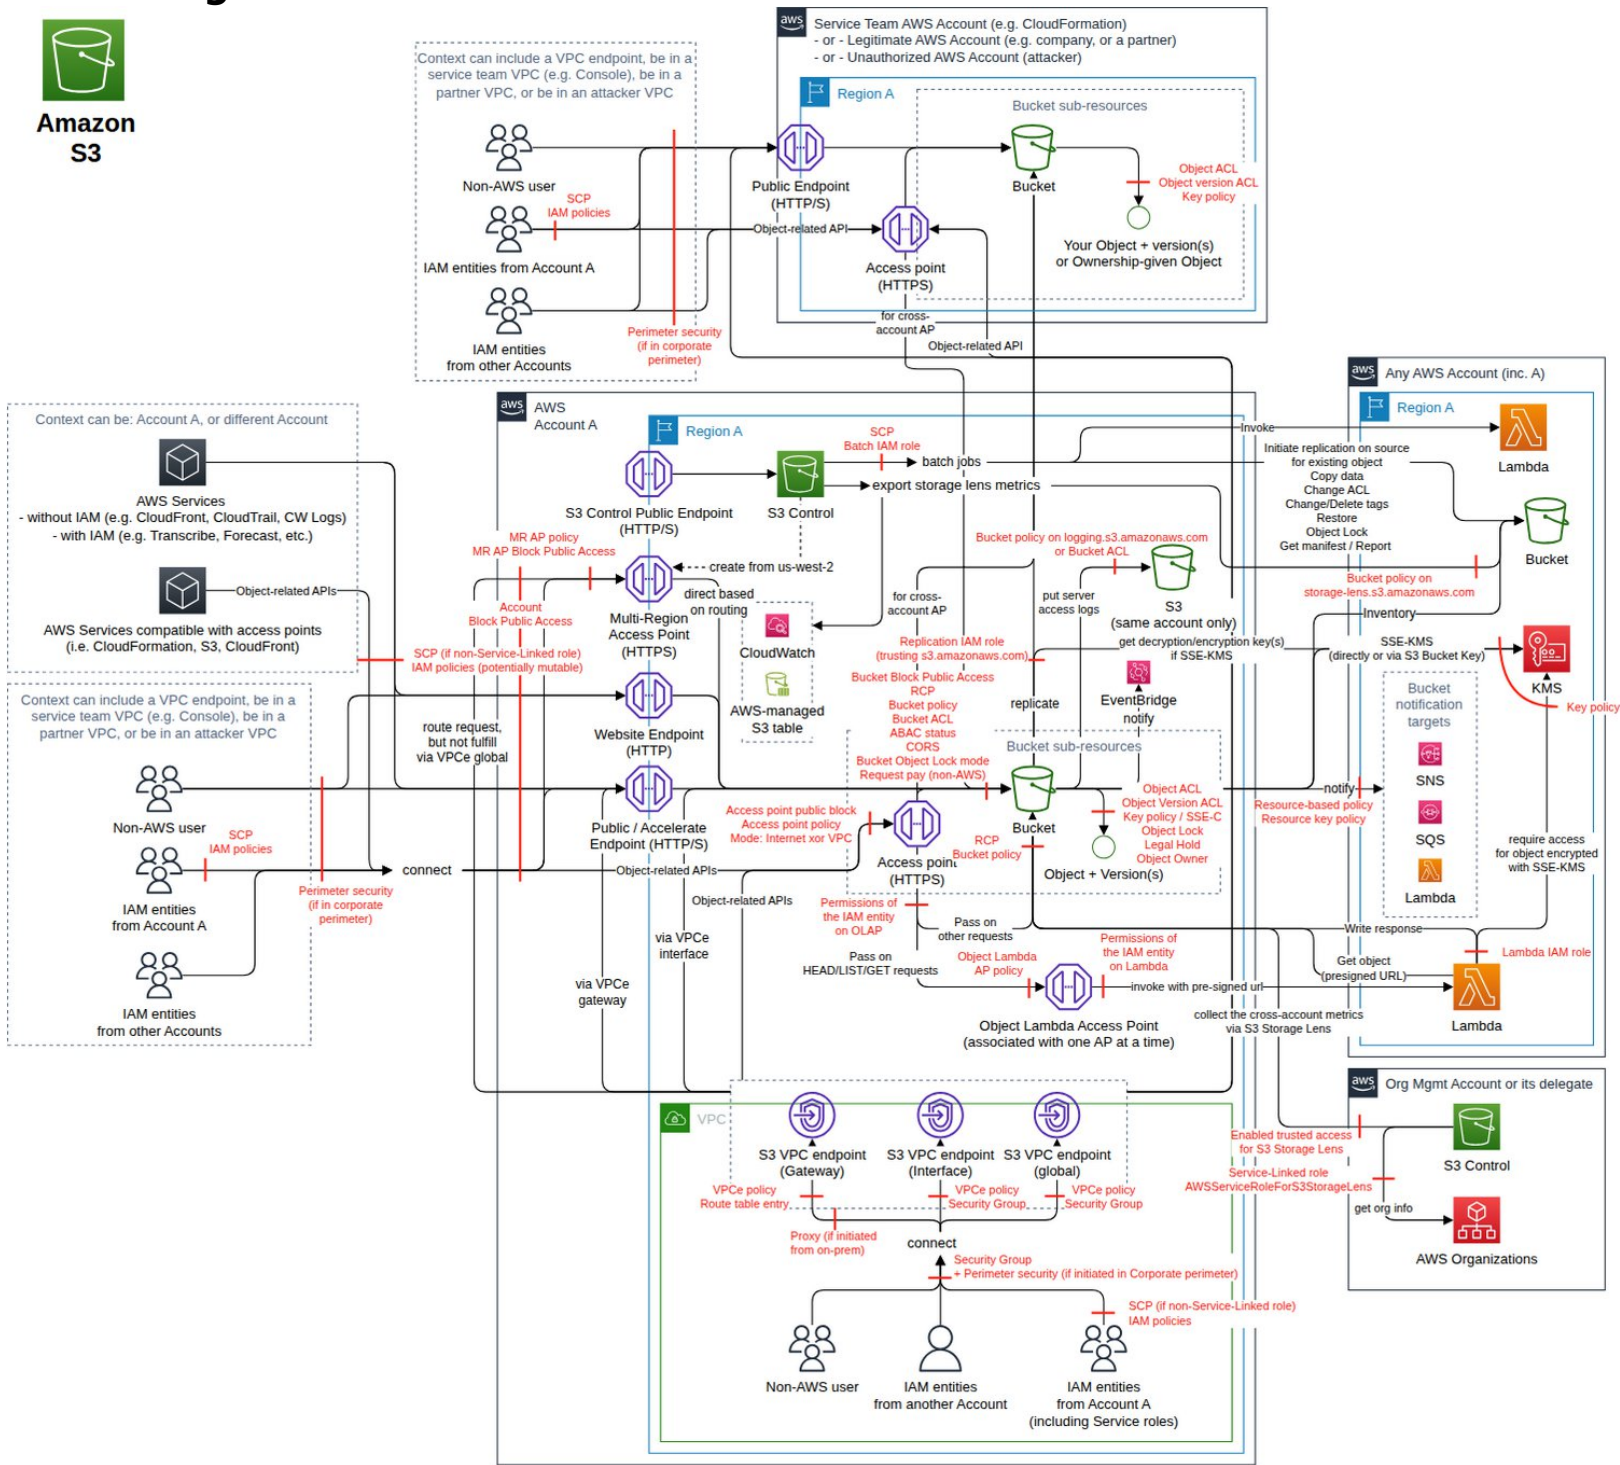 Amazon
S3
Context can include a VPC endpoint, be in a
service team VPC (e.g. Console), be in a
partner VPC, or be in an attacker VPC
Non-AWS user
SCP
IAM policies
IAM entities from Account A
IAM entities
from other Accounts
Perimeter security
(if in corporate
perimeter)
aws
Service Team AWS Account (e.g. CloudFormation)
- or - Legitimate AWS Account (e.g. company, or a partner)
- or - Unauthorized AWS Account (attacker)
Region A
Bucket sub-resources
Public Endpoint
(HTTP/S)
Bucket
Object ACL
Object version ACL
Key policy
Object-related API
Access point
(HTTPS)
Your Object + version(s)
or Ownership-given Object
for cross-
account AP
Object-related API
Context can be: Account A, or different Account
AWS Services
- without IAM (e.g. CloudFront, CloudTrail, CW Logs)
- with IAM (e.g. Transcribe, Forecast, etc.)
Object-related APIs
AWS Services compatible with access points
(i.e. CloudFormation, S3, CloudFront)
SCP (if non-Service-Linked role)
IAM policies (potentially mutable)
Context can include a VPC endpoint, be in a
service team VPC (e.g. Console), be in a
partner VPC, or be in an attacker VPC
Non-AWS user
SCP
IAM policies
IAM entities
from Account A
Perimeter security
(if in corporate
perimeter)
IAM entities
from other Accounts
connect
route request,
but not fulfill
via VPCe global
aws
AWS
Account A
Region A
S3 Control Public Endpoint
(HTTP/S)
S3 Control
SCP
Batch IAM role
batch jobs
export storage lens metrics
MR AP policy
MR AP Block Public Access
create from us-west-2
Account
Block Public Access
Multi-Region
Access Point
(HTTPS)
direct based
on routing
CloudWatch
AWS-managed
S3 table
Website Endpoint
(HTTP)
Public / Accelerate
Endpoint (HTTP/S)
Object-related APIs
Object-related APIs
via VPCe
interface
via VPCe
gateway
Bucket policy on logging.s3.amazonaws.com
or Bucket ACL
for cross-
account AP
put server
access logs
S3
(same account only)
get decryption/encryption key(s)
if SSE-KMS
Replication IAM role
(trusting s3.amazonaws.com)
Bucket Block Public Access
RCP
Bucket policy
Bucket ACL
ABAC status
CORS
Bucket Object Lock mode
Request pay (non-AWS)
replicate
EventBridge
notify
Bucket sub-resources
Access point public block
Access point policy
Mode: Internet xor VPC
Access point
(HTTPS)
Bucket
RCP
Bucket policy
Object ACL
Object Version ACL
Key policy / SSE-C
Object Lock
Legal Hold
Object Owner
Object + Version(s)
Permissions of
the IAM entity
on OLAP
Pass on
other requests
Pass on
HEAD/LIST/GET requests
Object Lambda
AP policy
Permissions of
the IAM entity
on Lambda
invoke with pre-signed url
Object Lambda Access Point
(associated with one AP at a time)
collect the cross-account metrics
via S3 Storage Lens
aws
Any AWS Account (inc. A)
Region A
Invoke
Lambda
Initiate replication on source
for existing object
Copy data
Change ACL
Change/Delete tags
Restore
Object Lock
Get manifest / Report
Bucket
Bucket policy on
storage-lens.s3.amazonaws.com
Inventory
SSE-KMS
(directly or via S3 Bucket Key)
KMS
Key policy
Bucket
notification
targets
SNS
SQS
Lambda
notify
Resource-based policy
Resource key policy
require access
for object encrypted
with SSE-KMS
Write response
Get object
(presigned URL)
Lambda IAM role
Lambda
aws
Org Mgmt Account or its delegate
Enabled trusted access
for S3 Storage Lens
S3 Control
Service-Linked role
AWSServiceRoleForS3StorageLens
get org info
AWS Organizations
VPC
S3 VPC endpoint
(Gateway)
S3 VPC endpoint
(Interface)
S3 VPC endpoint
(global)
VPCe policy
Route table entry
VPCe policy
Security Group
VPCe policy
Security Group
Proxy (if initiated
from on-prem)
connect
Security Group
+ Perimeter security (if initiated in Corporate perimeter)
SCP (if non-Service-Linked role)
IAM policies
Non-AWS user
IAM entities
from another Account
IAM entities
from Account A
(including Service roles)